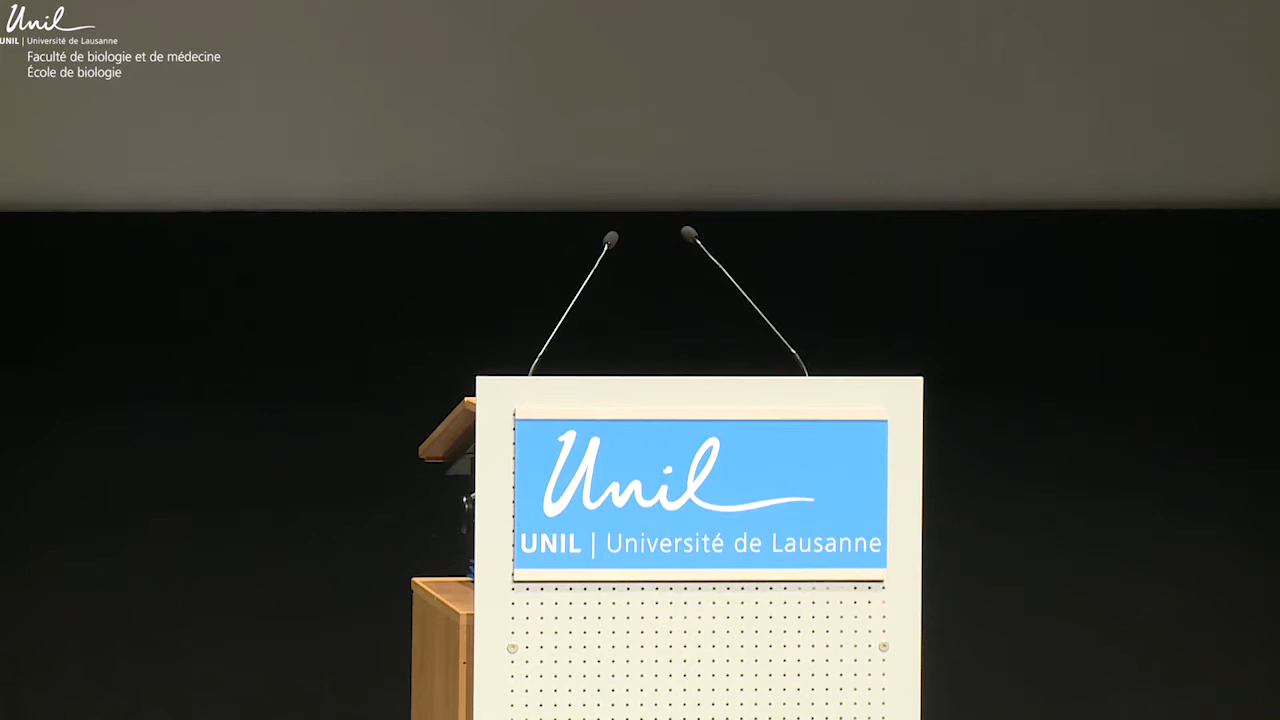 Unil
UNIL | Université de Lausanne
Faculté de biologie et de médecine
École de biologie
Unil
UNIL | Université de Lausanne